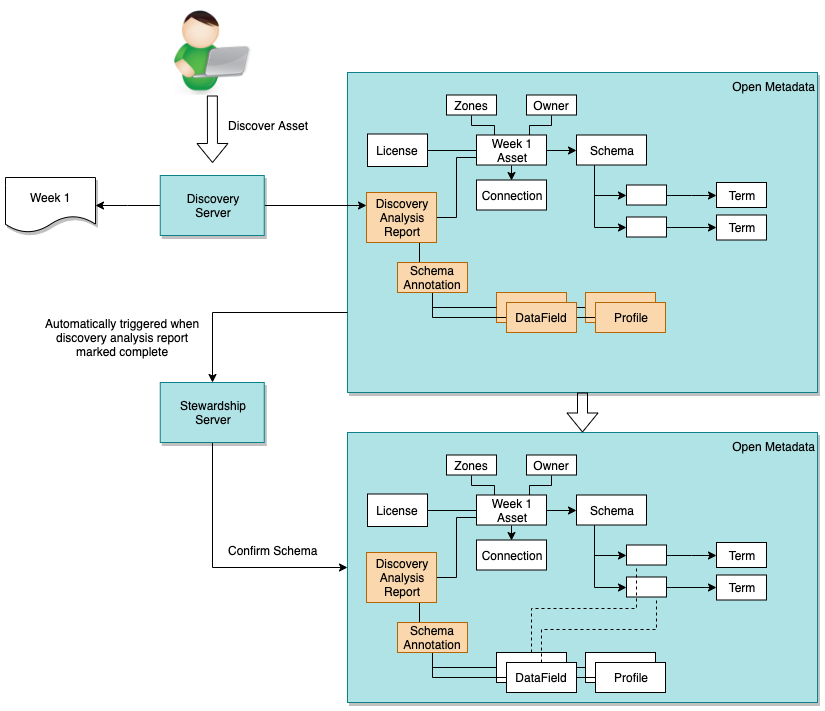 Discover Asset
Week 1
Discovery
Server
Open Metadata
Zones
Owner
License
Week 1
Asset
Schema
Connection
Term
Term
Discovery
Analysis
Report
Schema
Annotation
DataField
Profile
Automatically triggered when
discovery analysis report
marked complete
Stewardship
Server
Confirm Schema
Open Metadata
Zones
Owner
License
Week 1
Asset
Schema
Connection
Term
Term
Discovery
Analysis
Report
Schema
Annotation
DataField
Profile